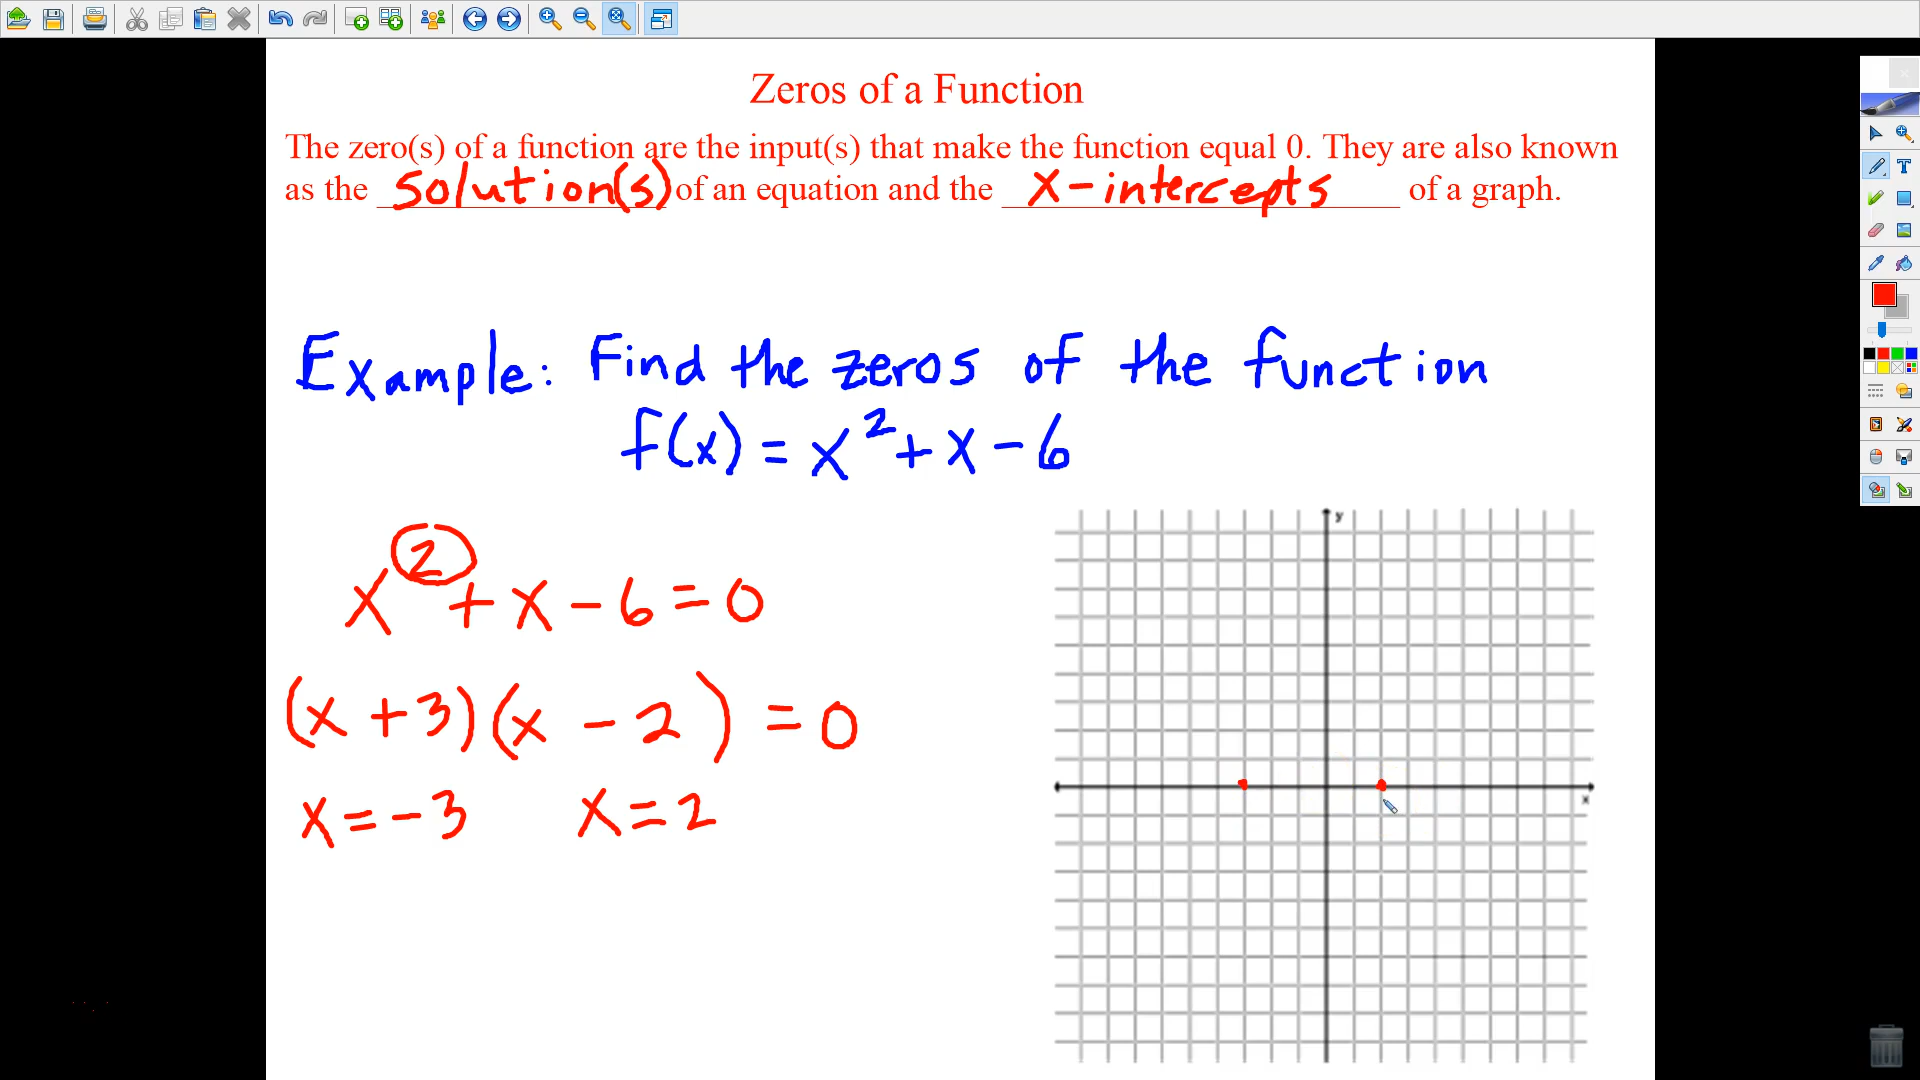 Zeros of a Function
The zero(s) of a function are the input(s) that make the function equal 0. They are also known
as the solution(s) of an equation and the x-intercepts of a graph.
Example: Find the zeros of the function
f(x) = x² + x - 6
x² + x - 6 = 0
(x + 3)(x - 2) = 0
x = -3 x = 2
y
x